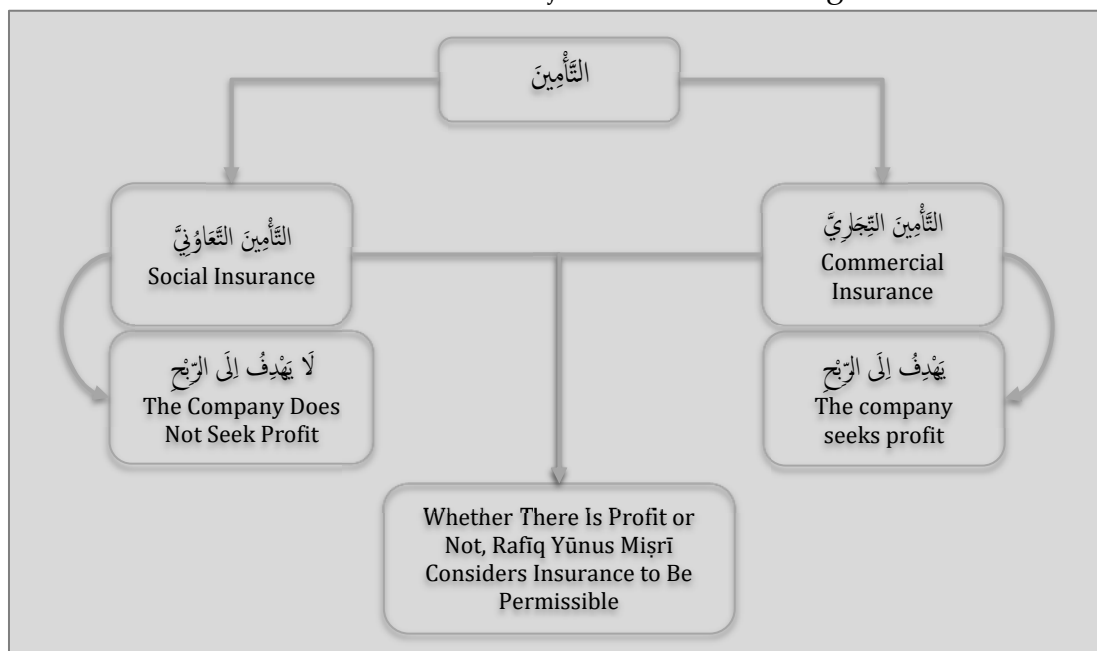 التَّأْمِينَ
التَّأْمِينَ التَّعَاوُنِيَّ
Social Insurance
التَّأْمِينَ التِّجَارِيَّ
Commercial
Insurance
لَا يَهْدِفُ اِلَى الرِّبْحِ
The Company Does
Not Seek Profit
يَهْدِفُ اِلَى الرِّبْحِ
The company
seeks profit
Whether There Is Profit or
Not, Rafīq Yūnus Miṣrī
Considers Insurance to Be
Permissible